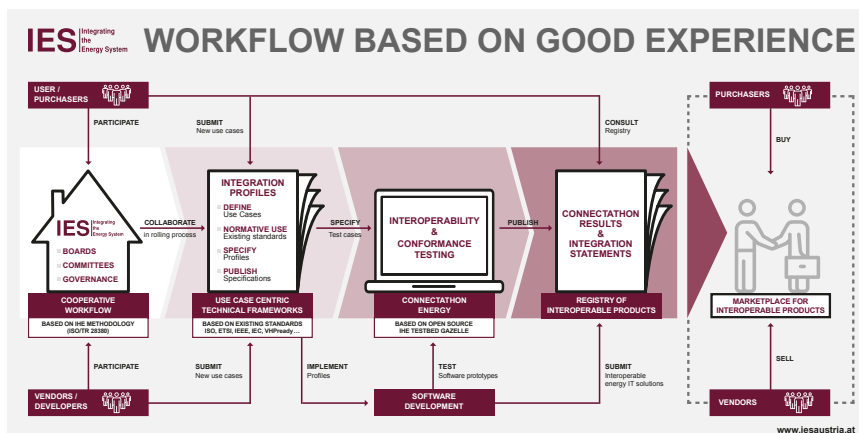 IES Integrating
the
Energy System
WORKFLOW BASED ON GOOD EXPERIENCE
USER /
PURCHASERS
PURCHASERS
PARTICIPATE
SUBMIT
New use cases
CONSULT
Registry
BUY
IES Integrating
the
Energy System
BOARDS
COMMITTEES
GOVERNANCE
COLLABORATE
in rolling process
INTEGRATION
PROFILES
DEFINE
Use Cases
NORMATIVE USE
Existing standards
SPECIFY
Profiles
PUBLISH
Specifications
SPECIFY
Test cases
INTEROPERABILITY
&
CONFORMANCE
TESTING
PUBLISH
CONNECTATHON
RESULTS
&
INTEGRATION
STATEMENTS
COOPERATIVE
WORKFLOW
BASED ON IHE METHODOLOGY
(ISO/TR 28380)
USE CASE CENTRIC
TECHNICAL FRAMEWORKS
BASED ON EXISTING STANDARDS
ISO, ETSI, IEEE, IEC, VHPready…
CONNECTATHON
ENERGY
BASED ON OPEN SOURCE
IHE TESTBED GAZELLE
REGISTRY OF
INTEROPERABLE PRODUCTS
MARKETPLACE FOR
INTEROPERABLE PRODUCTS
PARTICIPATE
SUBMIT
New use cases
IMPLEMENT
Profiles
TEST
Software prototypes
SUBMIT
Interoperable
energy IT solutions
SELL
VENDORS /
DEVELOPERS
SOFTWARE
DEVELOPMENT
VENDORS
www.iesaustria.at